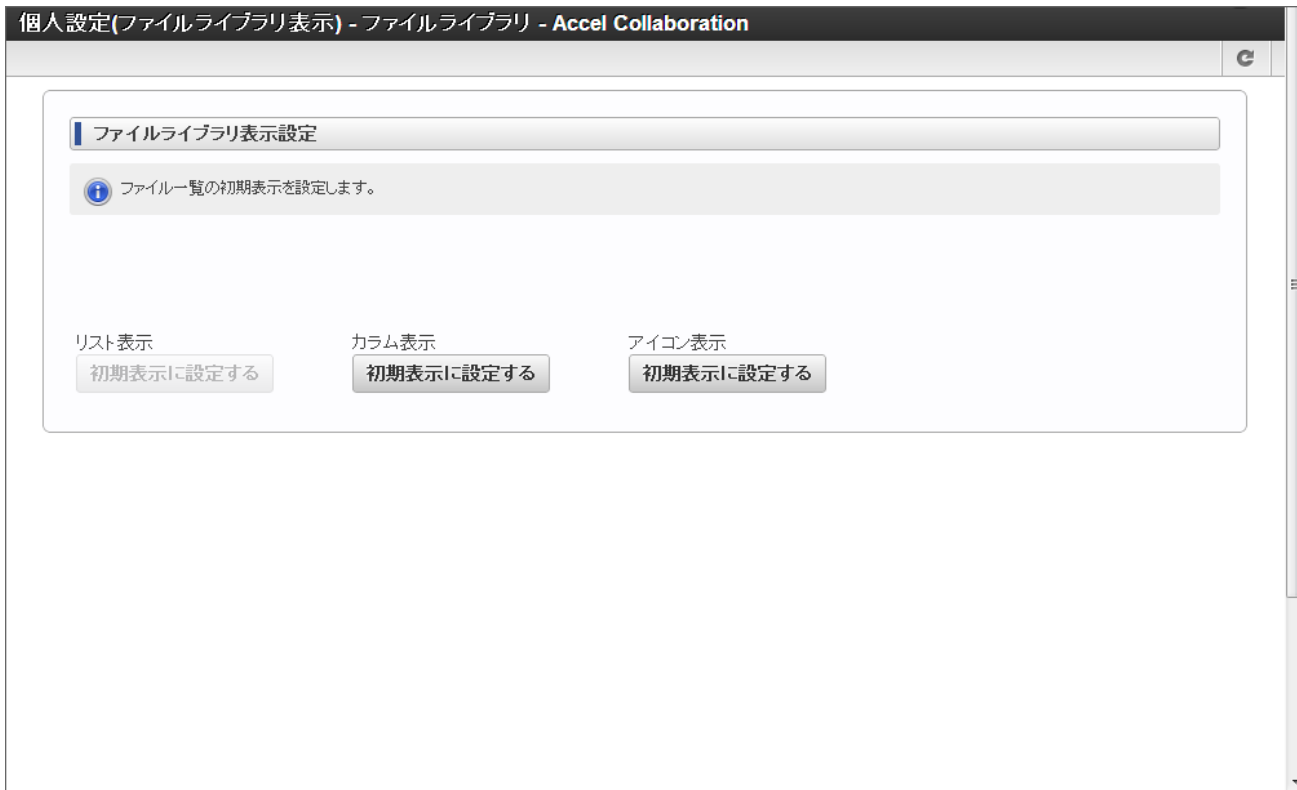 個人設定(ファイルライブラリ表示) - ファイルライブラリ - Accel Collaboration
ファイルライブラリ表示設定
ファイル一覧の初期表示を設定します。
リスト表示 カラム表示 アイコン表示
初期表示に設定する 初期表示に設定する 初期表示に設定する